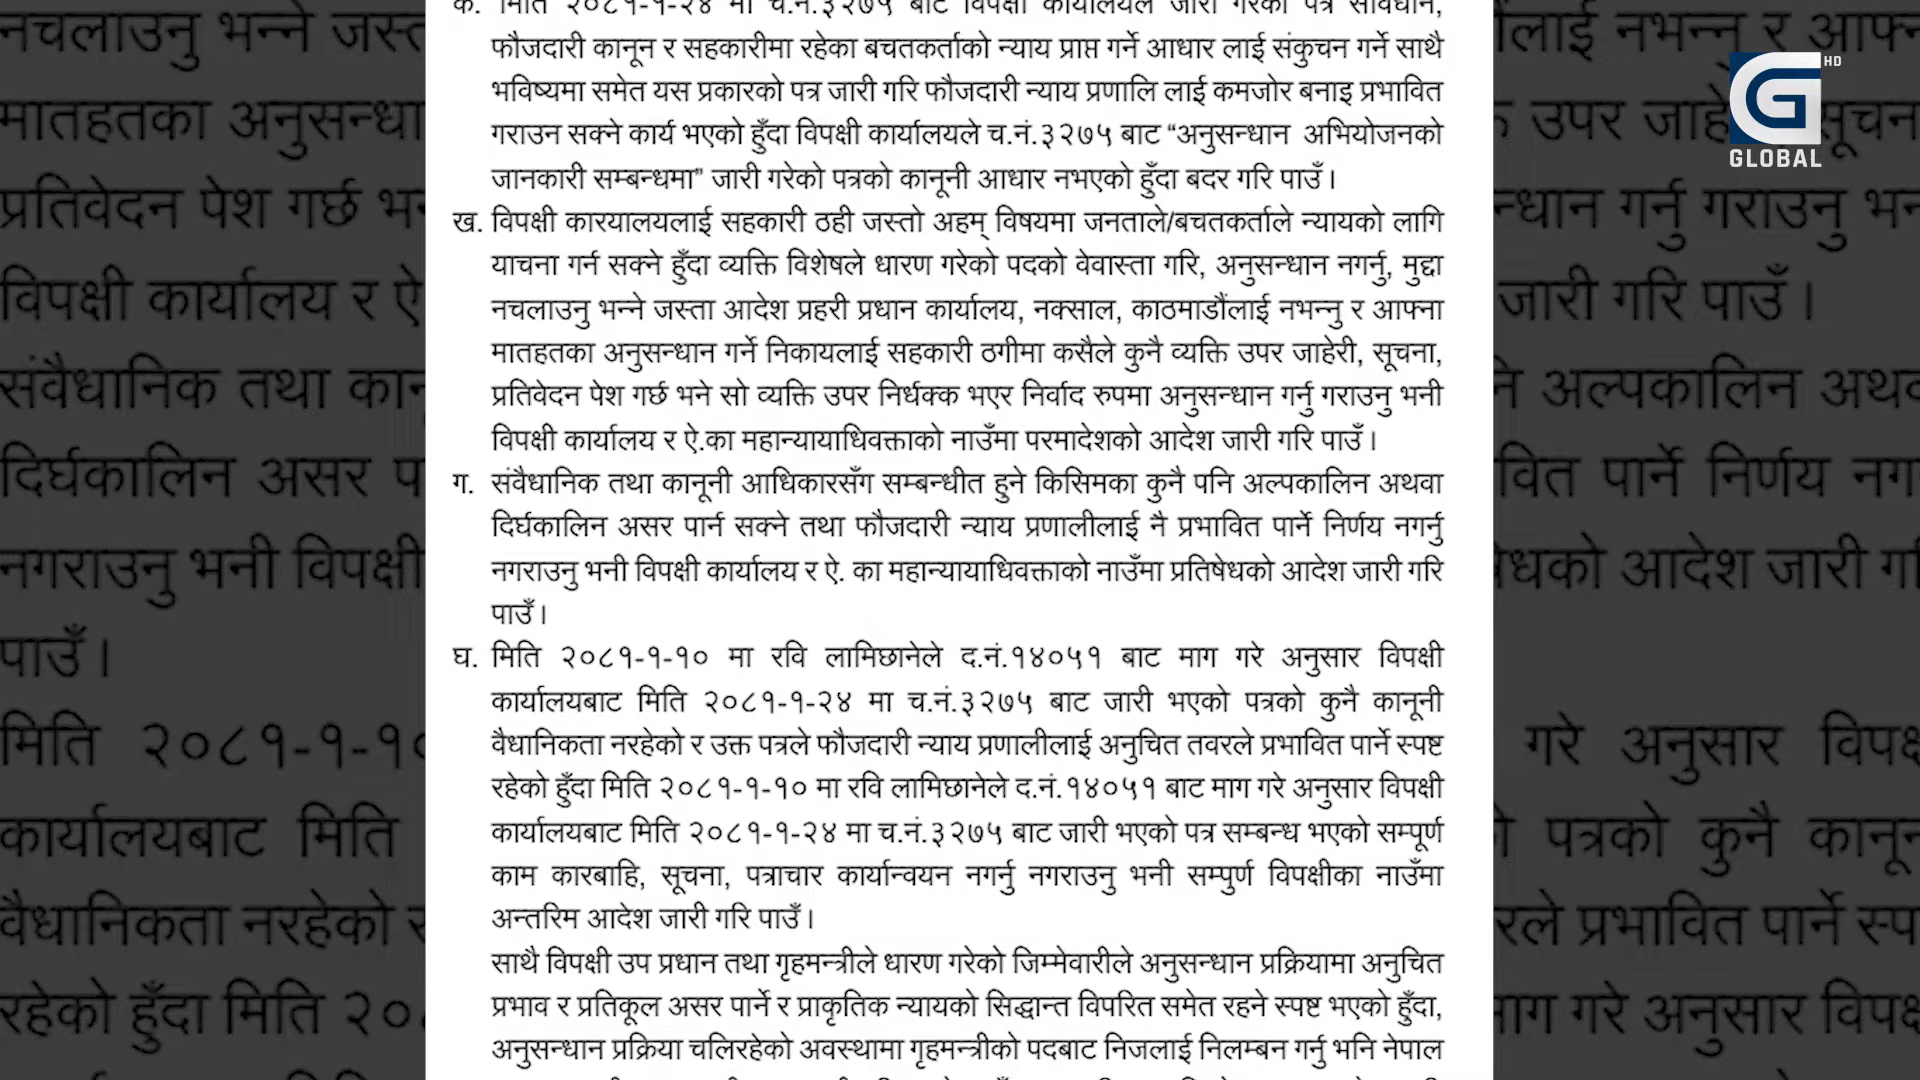 क. मिति २०८१-१-२४ मा च.नं.३२७५ बाट विपक्षी कार्यालयले जारी गरेको पत्र संविधान,
फौजदारी कानून र सहकारीमा रहेका बचतकर्ताको न्याय प्राप्त गर्ने आधार लाई संकुचन गर्ने साथै
भविष्यमा समेत यस प्रकारको पत्र जारी गरि फौजदारी न्याय प्रणालि लाई कमजोर बनाइ प्रभावित
गराउन सक्ने कार्य भएको हुँदा विपक्षी कार्यालयले च.नं.३२७५ बाट “अनुसन्धान अभियोजनको
जानकारी सम्बन्धमा” जारी गरेको पत्रको कानूनी आधार नभएको हुँदा बदर गरि पाउँ ।
ख. विपक्षी कारयालयलाई सहकारी ठही जस्तो अहम् विषयमा जनताले/बचतकर्ताले न्यायको लागि
याचना गर्न सक्ने हुँदा व्यक्ति विशेषले धारण गरेको पदको वेवास्ता गरि, अनुसन्धान नगर्नु, मुद्दा
नचलाउनु भन्ने जस्ता आदेश प्रहरी प्रधान कार्यालय, नक्साल, काठमाडौंलाई नभन्नु र आफ्ना
मातहतका अनुसन्धान गर्ने निकायलाई सहकारी ठगीमा कसैले कुनै व्यक्ति उपर जाहेरी, सूचना,
प्रतिवेदन पेश गर्छ भने सो व्यक्ति उपर निर्धक्क भएर निर्वाद रुपमा अनुसन्धान गर्नु गराउनु भनी
विपक्षी कार्यालय र ऐ.का महान्यायाधिवक्ताको नाउँमा परमादेशको आदेश जारी गरि पाउँ ।
ग. संवैधानिक तथा कानूनी आधिकारसँग सम्बन्धीत हुने किसिमका कुनै पनि अल्पकालिन अथवा
दिर्घकालिन असर पार्न सक्ने तथा फौजदारी न्याय प्रणालीलाई नै प्रभावित पार्ने निर्णय नगर्नु
नगराउनु भनी विपक्षी कार्यालय र ऐ. का महान्यायाधिवक्ताको नाउँमा प्रतिषेधको आदेश जारी गरि
पाउँ ।
घ. मिति २०८१-१-१० मा रवि लामिछानेले द.नं.१४०५१ बाट माग गरे अनुसार विपक्षी
कार्यालयबाट मिति २०८१-१-२४ मा च.नं.३२७५ बाट जारी भएको पत्रको कुनै कानूनी
वैधानिकता नरहेको र उक्त पत्रले फौजदारी न्याय प्रणालीलाई अनुचित तवरले प्रभावित पार्ने स्पष्ट
रहेको हुँदा मिति २०८१-१-१० मा रवि लामिछानेले द.नं.१४०५१ बाट माग गरे अनुसार विपक्षी
कार्यालयबाट मिति २०८१-१-२४ मा च.नं.३२७५ बाट जारी भएको पत्र सम्बन्ध भएको सम्पूर्ण
काम कारबाहि, सूचना, पत्राचार कार्यान्वयन नगर्नु नगराउनु भनी सम्पुर्ण विपक्षीका नाउँमा
अन्तरिम आदेश जारी गरि पाउँ ।
साथै विपक्षी उप प्रधान तथा गृहमन्त्रीले धारण गरेको जिम्मेवारीले अनुसन्धान प्रक्रियामा अनुचित
प्रभाव र प्रतिकूल असर पार्ने र प्राकृतिक न्यायको सिद्धान्त विपरित समेत रहने स्पष्ट भएको हुँदा,
अनुसन्धान प्रक्रिया चलिरहेको अवस्थामा गृहमन्त्रीको पदबाट निजलाई निलम्बन गर्नु भनि नेपाल
HD
GLOBAL